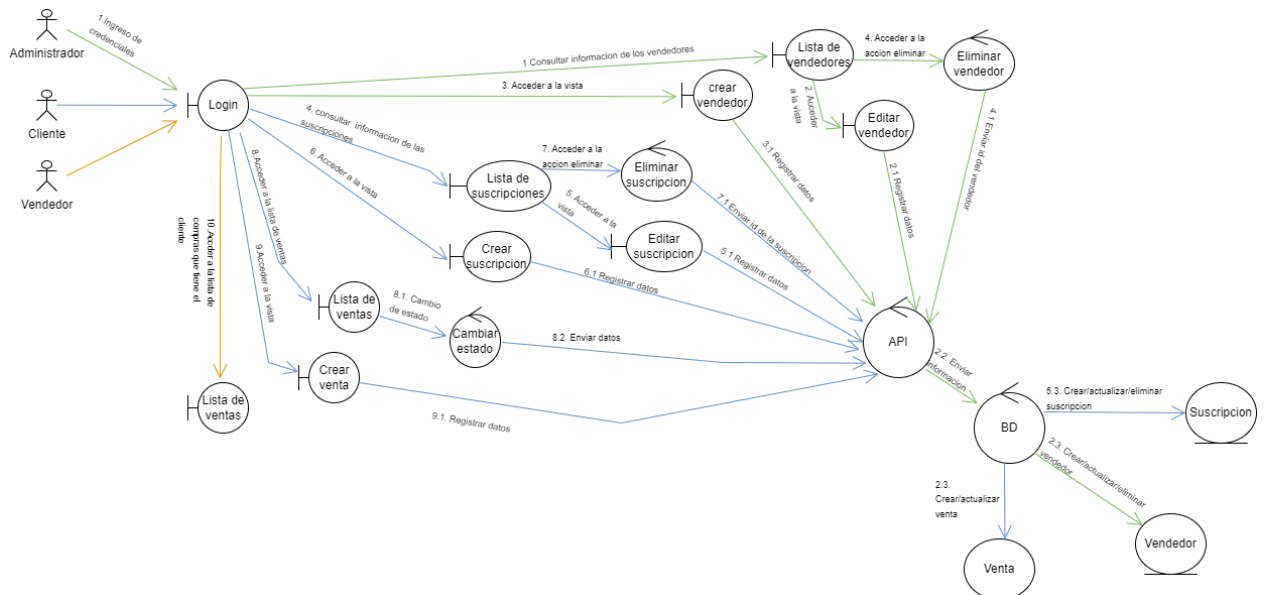 Administrador
1.Ingreso de
credenciales
Cliente
Vendedor
Login
1.Consultar informacion de los vendedores
3. Acceder a la vista
Lista de
vendedores
4. Acceder a la
accion eliminar
Eliminar
vendedor
crear
vendedor
2. Acceder
a la vista
Editar
vendedor
4.1 Enviar id del vendedor
3.1 Registrar datos
2.1 Registrar datos
4. consultar informacion de las
suscripciones
6. Acceder a la vista
8.Acceder a la lista de ventas
9.Acceder a la vista
10. Accder a la lista de
compras que tiene el
cliente
Lista de
suscripciones
7. Acceder a la
accion eliminar
Eliminar
suscripcion
5. Acceder a la
vista
Editar
suscripcion
7.1 Enviar id de la suscripcion
5.1 Registrar datos
Crear
suscripcion
6.1 Registrar datos
Lista de
ventas
8.1. Cambio
de estado
Cambiar
estado
8.2. Enviar datos
API
Crear
venta
9.1. Registrar datos
Lista de
ventas
2.2. Enviar
informacion
BD
5.3. Crear/actualizar/eliminar
suscripcion
Suscripcion
2.3. Crear/actualizar/eliminar
vendedor
Vendedor
2.3.
Crear/actualizar
venta
Venta